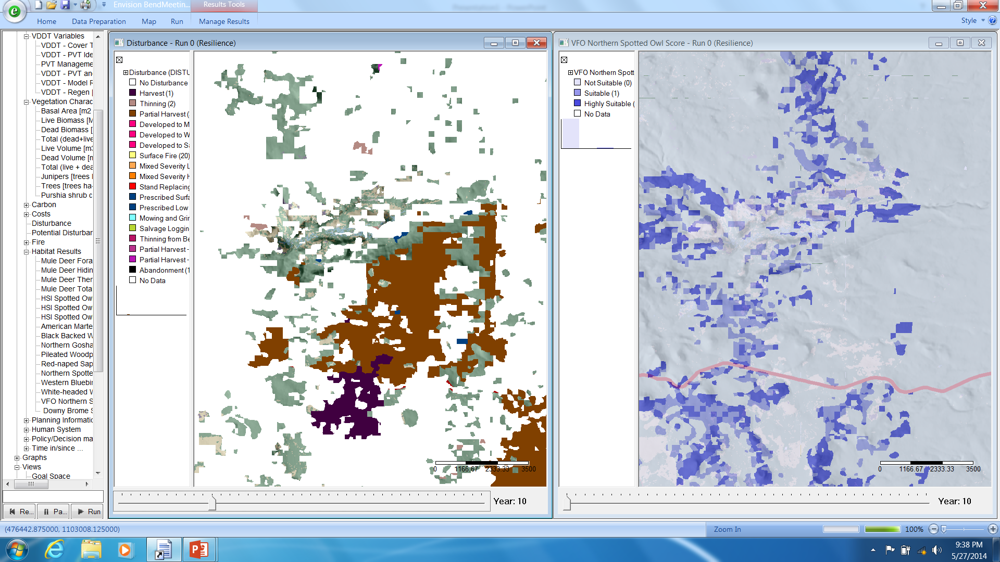 Envision BendMeetin...
Results Tools
Home
Data Preparation
Map
Run
Manage Results
Style
VDDT Variables
VDDT - Cover T
VDDT - PVT Ide
PVT Manageme
VDDT - PVT an
VDDT - Model R
VDDT - Regen [
Vegetation Charac
Basal Area [m2
Live Biomass [M
Dead Biomass [
Total (dead+live
Live Volume [m3
Dead Volume [m
Total (live + dea
Junipers [trees h
Trees [trees ha-
Purshia shrub c
Carbon
Costs
Disturbance
Potential Disturban
Fire
Habitat Results
Mule Deer Fora
Mule Deer Hidin
Mule Deer Ther
Mule Deer Tota
HSI Spotted Ow
HSI Spotted Ow
HSI Spotted Ow
American Marte
Black Backed W
Northern Gosha
Pileated Woodp
Red-naped Sap
Northern Spotte
Western Bluebir
White-headed W
VFO Northern S
Downy Brome S
Planning Informatic
Human System
Policy/Decision ma
Time in/since ...
Graphs
Views
Goal Space
Re...
Pa...
Run
Disturbance - Run 0 (Resilience)
Disturbance (DISTU
No Disturbance
Harvest (1)
Thinning (2)
Partial Harvest (
Developed to M
Developed to W
Developed to Sa
Surface Fire (20)
Mixed Severity L
Mixed Severity H
Stand Replacing
Prescribed Surfa
Prescribed Low
Mowing and Grin
Salvage Loggin
Thinning from Be
Partial Harvest -
Partial Harvest -
Abandonment (1
No Data
0 1166.67 2333.33 3500
Year: 10
VFO Northern Spotted Owl Score - Run 0 (Resilience)
VFO Northern Spott
Not Suitable (0)
Suitable (1)
Highly Suitable (
No Data
0 1166.67 2333.33 3500
Year: 10
(476442.875000, 1103008.125000)
Zoom In
100%
9:38 PM
5/27/2014